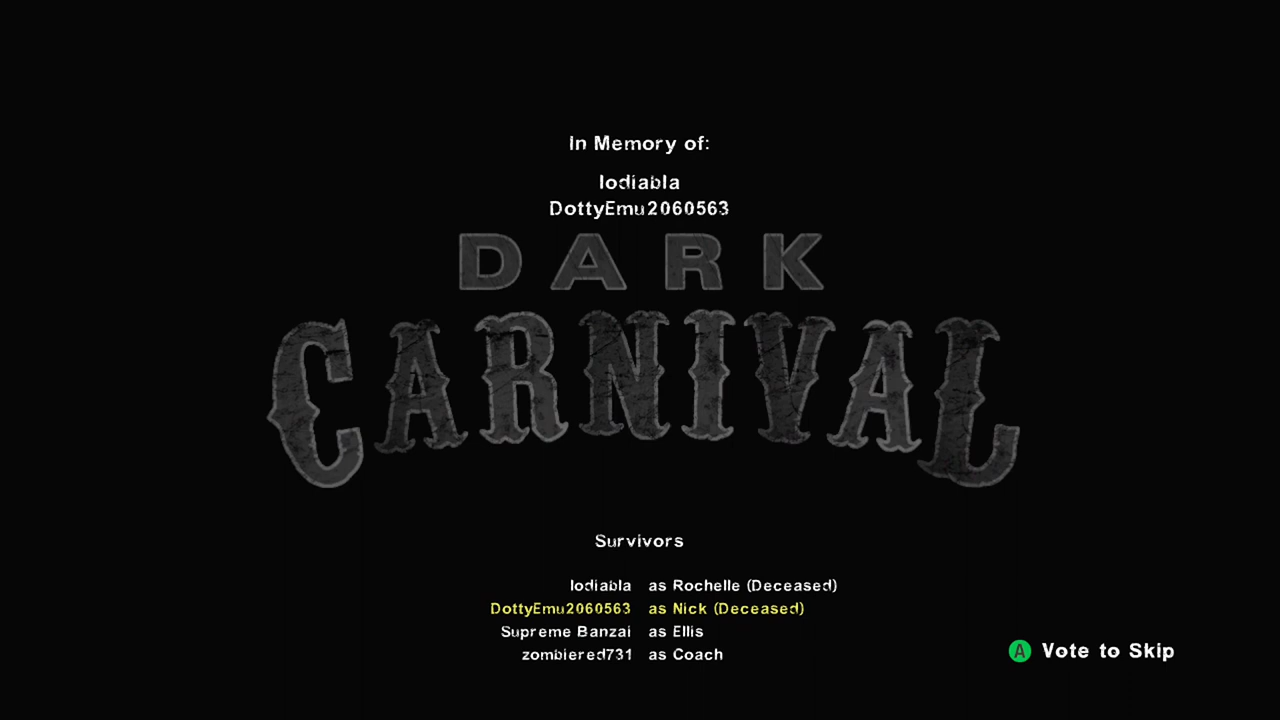 In Memory of:
lodiabla
DottyEmu2060563
DARK
CARNIVAL
Survivors
lodiabla as Rochelle (Deceased)
DottyEmu2060563 as Nick (Deceased)
Supreme Banzai as Ellis
zombiered731 as Coach
A Vote to Skip